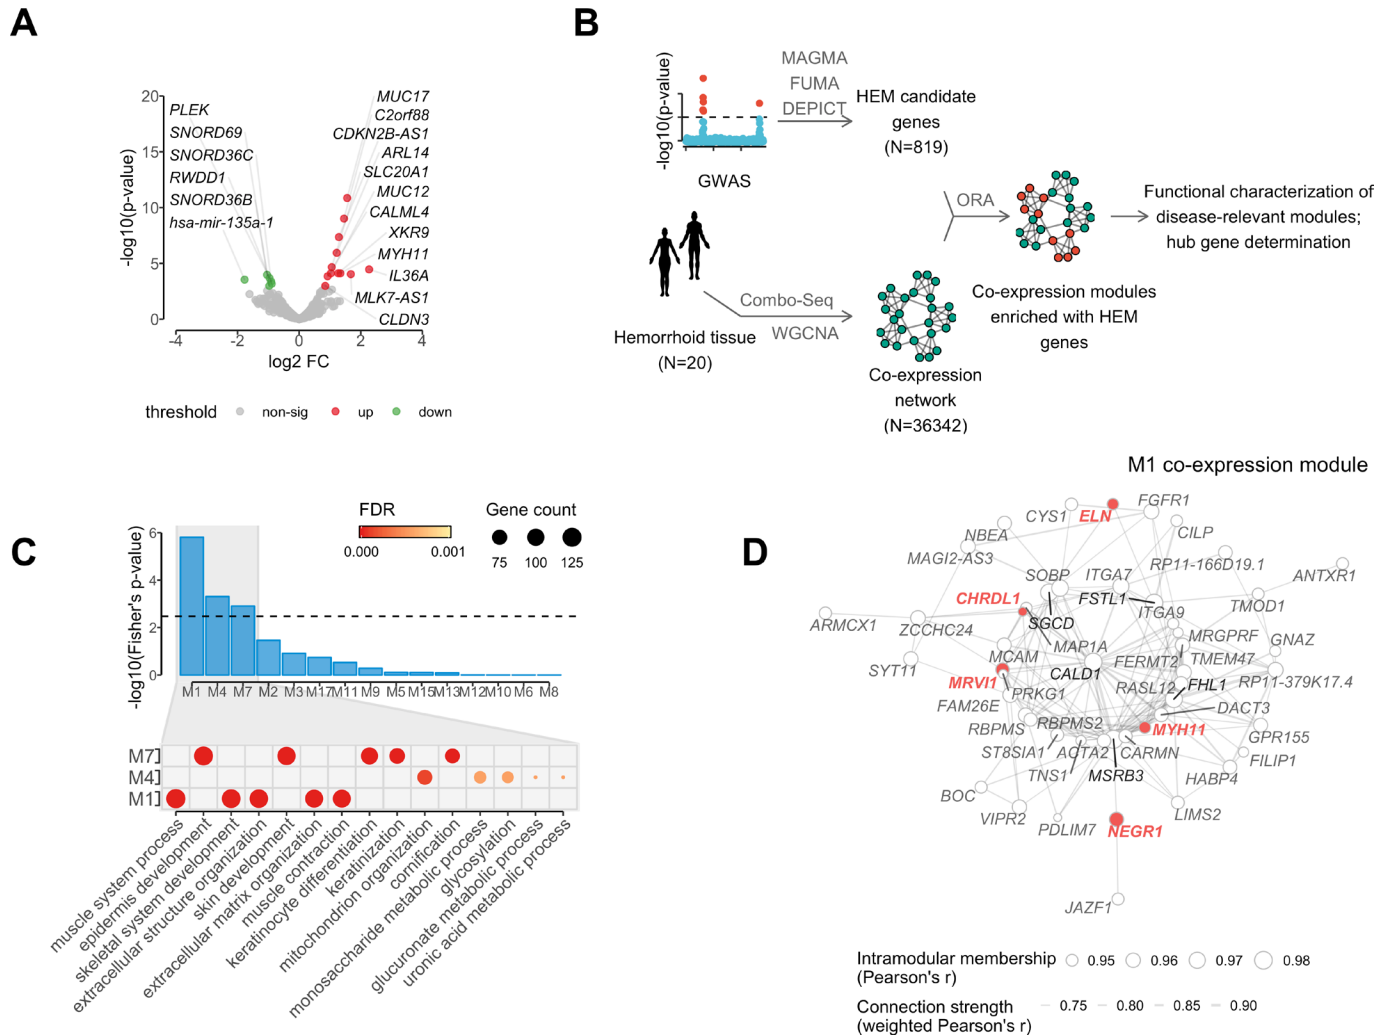 A
20
15
10
5
0
-log10(p-value)
-4
-2
0
2
4
log2 FC
PLEK
SNORD69
SNORD36C
RWDD1
SNORD36B
hsa-mir-135a-1
MUC17
C2orf88
CDKN2B-AS1
ARL14
SLC20A1
MUC12
CALML4
XKR9
MYH11
IL36A
MLK7-AS1
CLDN3
threshold
non-sig
up
down
B
-log10(p-value)
GWAS
MAGMA
FUMA
DEPICT
HEM candidate
genes
(N=819)
Hemorrhoid tissue
(N=20)
Combo-Seq
WGCNA
Co-expression
network
(N=36342)
ORA
Co-expression modules
enriched with HEM
genes
Functional characterization of
disease-relevant modules;
hub gene determination
C
FDR
0.000
0.001
Gene count
75
100
125
-log10(Fisher's p-value)
6
4
2
0
M1
M4
M7
M2
M3
M17
M11
M9
M5
M15
M13
M12
M10
M6
M8
M7
M4
M1
muscle system process
epidermis development
skeletal system development
extracellular structure organization
skin development
extracellular matrix organization
muscle contraction
keratinocyte differentiation
keratinization
mitochondrion organization
cornification
monosaccharide metabolic process
glycosylation
glucuronate metabolic process
uronic acid metabolic process
D
M1 co-expression module
CYS1
ELN
FGFR1
NBEA
CILP
MAGI2-AS3
RP11-166D19.1
SOBP
ITGA7
ANTXR1
CHRDL1
FSTL1
TMOD1
ITGA9
ARMCX1
ZCCHC24
SGCD
MRGPRF
GNAZ
MAP1A
SYT11
MCAM
FERMT2
TMEM47
CALD1
RP11-379K17.4
MRVI1
PRKG1
RASL12
FHL1
FAM26E
DACT3
RBPMS
RBPMS2
MYH11
GPR155
ST8SIA1
ACTA2
CARMN
FILIP1
TNS1
MSRB3
HABP4
BOC
VIPR2
PDLIM7
NEGR1
LIMS2
JAZF1
Intramodular membership
(Pearson's r)
0.95
0.96
0.97
0.98
Connection strength
(weighted Pearson's r)
0.75
0.80
0.85
0.90